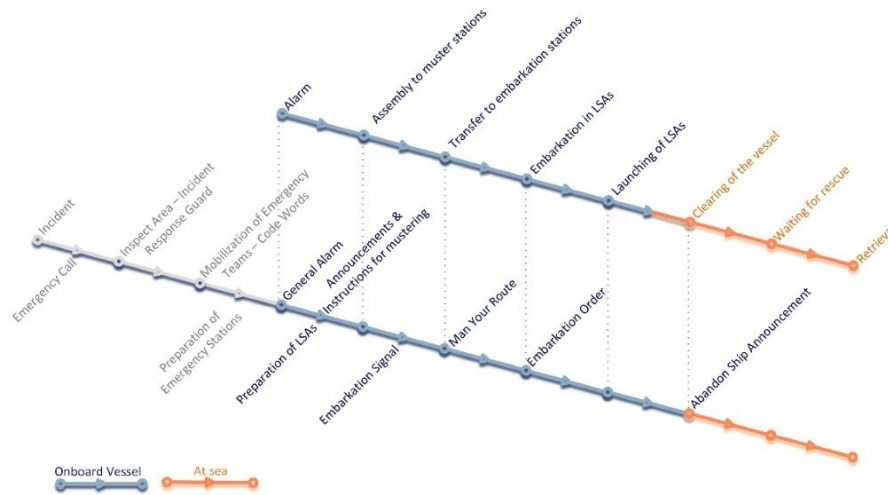 Alarm
Assembly to muster stations
Transfer to embarkation stations
Embarkation in LSAs
Launching of LSAs
Clearing of the vessel
Waiting for rescue
Retrieva
Incident
Emergency Call
Inspect Area – Incident
Response Guard
Mobilization of Emergency
Teams – Code Words
Preparation of
Emergency Stations
General Alarm
Preparation of LSAs
Announcements &
Instructions for mustering
Embarkation Signal
Man Your Route
Embarkation Order
Abandon Ship Announcement
Onboard Vessel
At sea